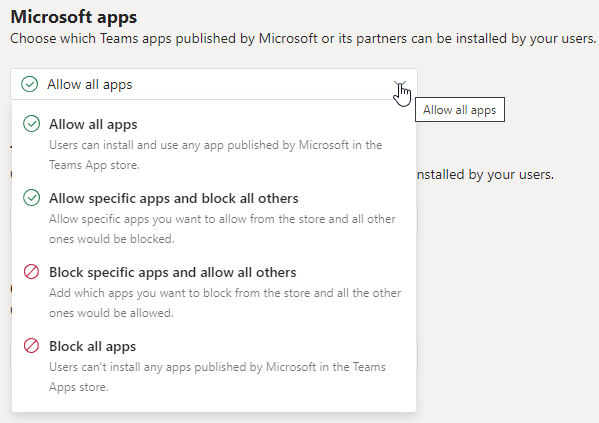 Microsoft apps
Choose which Teams apps published by Microsoft or its partners can be installed by your users.
Allow all apps
Allow all apps
Allow all apps
Users can install and use any app published by Microsoft in the
Teams App store.
nstalled by your users.
Allow specific apps and block all others
Allow specific apps you want to allow from the store and all other
ones would be blocked.
Block specific apps and allow all others
Add which apps you want to block from the store and all the other
ones would be allowed.
Block all apps
Users can't install any apps published by Microsoft in the Teams
Apps store.